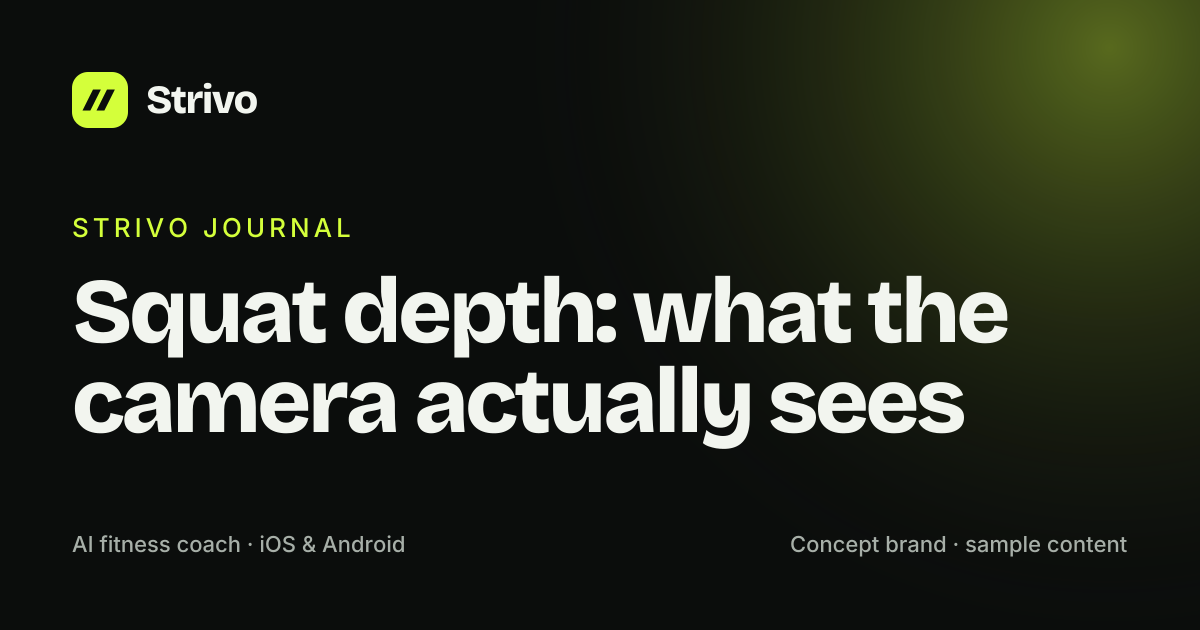 Strivo
STRIVO JOURNAL
Squat depth: what the
camera actually sees
AI fitness coach · iOS & Android
Concept brand · sample content